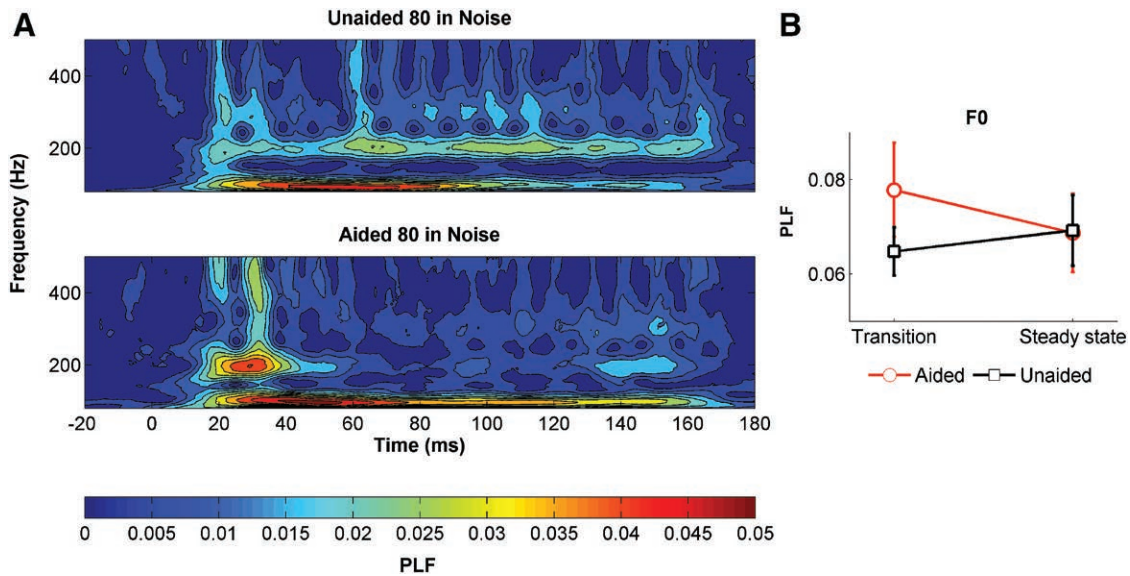 A
Unaided 80 in Noise
400
200
Frequency (Hz)
Aided 80 in Noise
400
200
-20 0 20 40 60 80 100 120 140 160 180
Time (ms)
0 0.005 0.01 0.015 0.02 0.025 0.03 0.035 0.04 0.045 0.05
PLF
B
F0
0.08
PLF
0.06
Transition Steady state
Aided Unaided